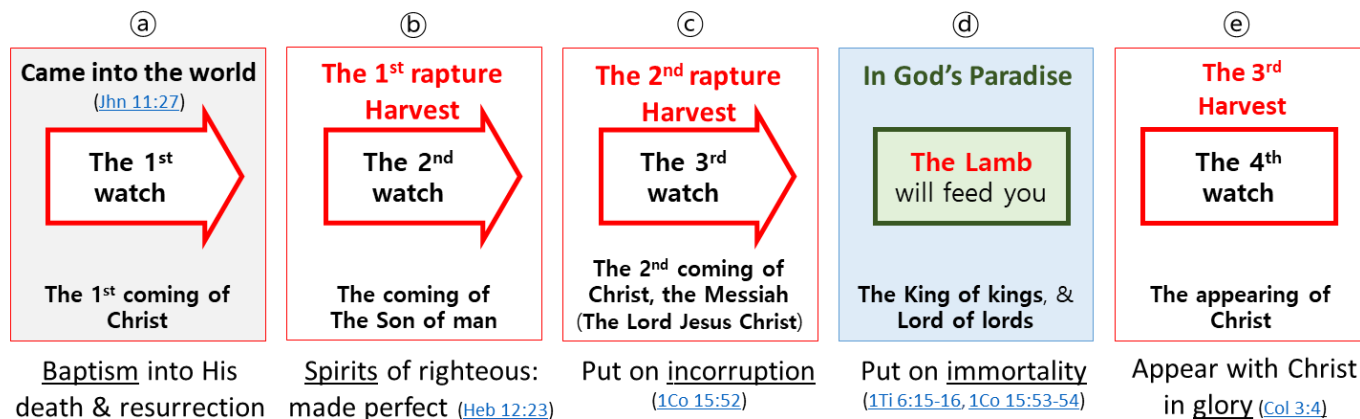 ⓐ
Came into the world
(Jhn 11:27)
The 1st
watch
The 1st coming of
Christ
Baptism into His
death & resurrection
ⓑ
The 1st rapture
Harvest
The 2nd
watch
The coming of
The Son of man
Spirits of righteous:
made perfect (Heb 12:23)
ⓒ
The 2nd rapture
Harvest
The 3rd
watch
The 2nd coming of
Christ, the Messiah
(The Lord Jesus Christ)
Put on incorruption
(1Co 15:52)
ⓓ
In God's Paradise
The Lamb
will feed you
The King of kings, &
Lord of lords
Put on immortality
(1Ti 6:15-16, 1Co 15:53-54)
ⓔ
The 3rd
Harvest
The 4th
watch
The appearing of
Christ
Appear with Christ
in glory (Col 3:4)